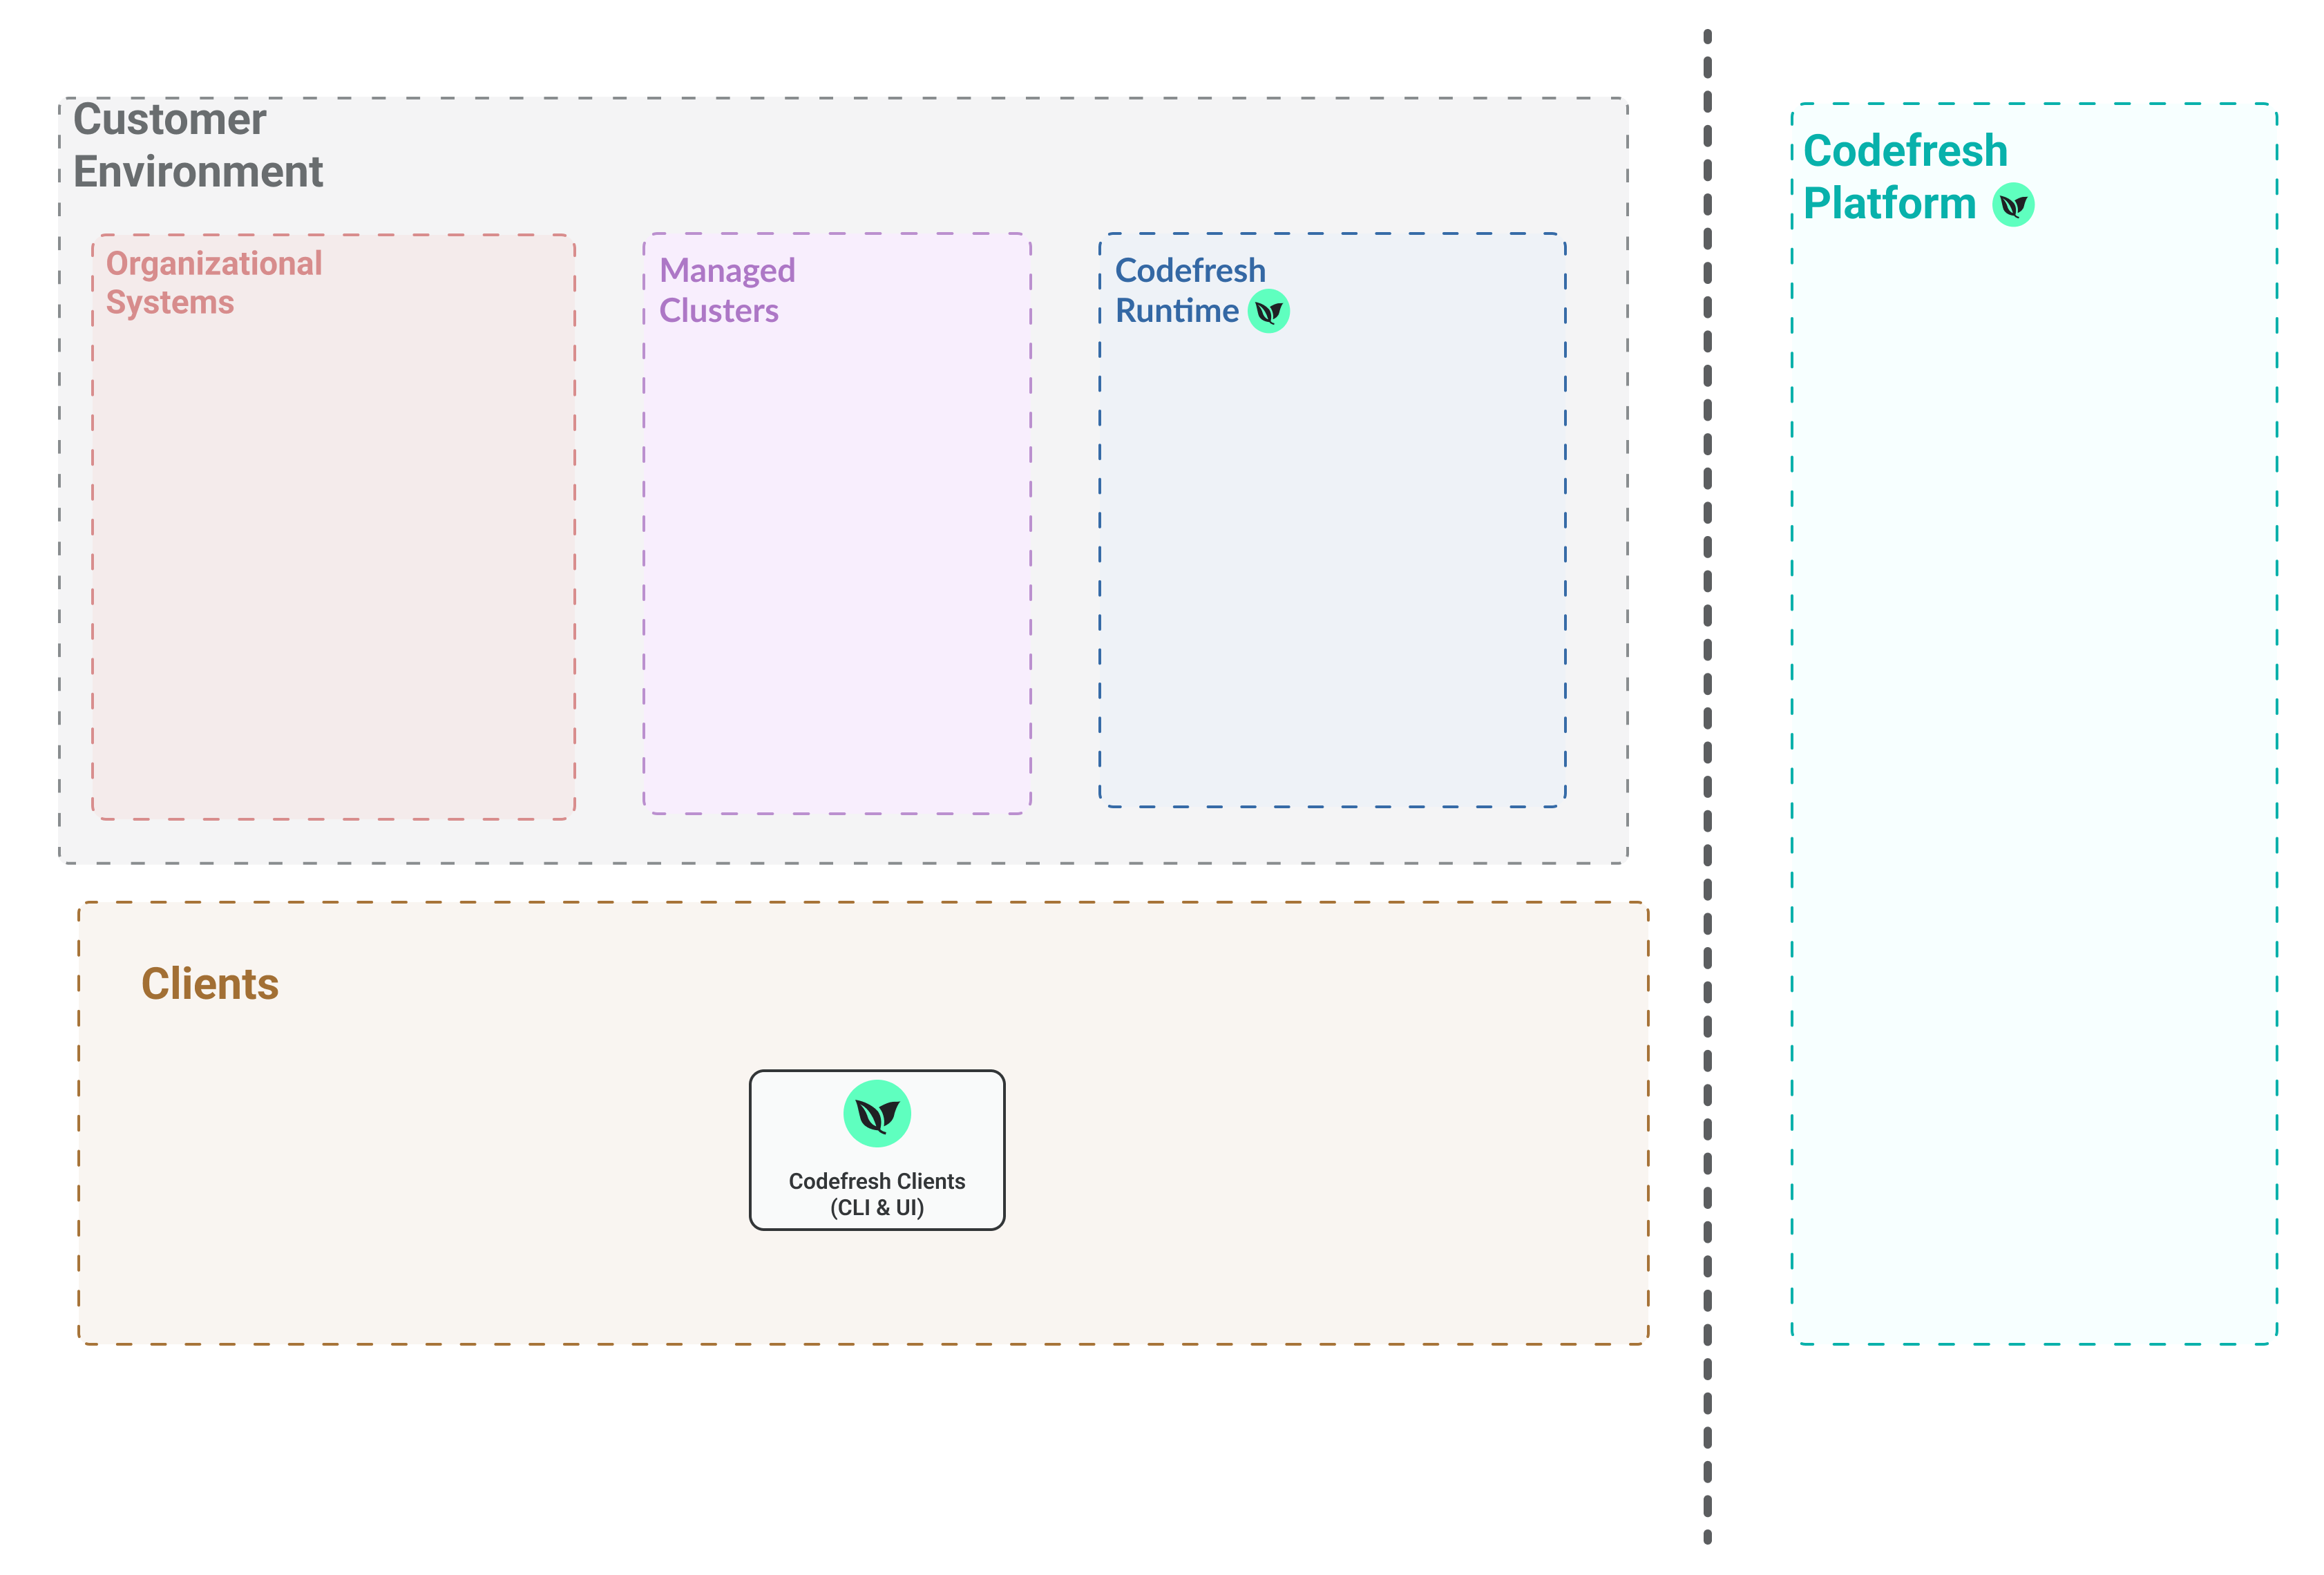 Customer
Environment
Organizational
Systems
Managed
Clusters
Codefresh
Runtime
Codefresh
Platform
Clients
Codefresh Clients
(CLI & UI)